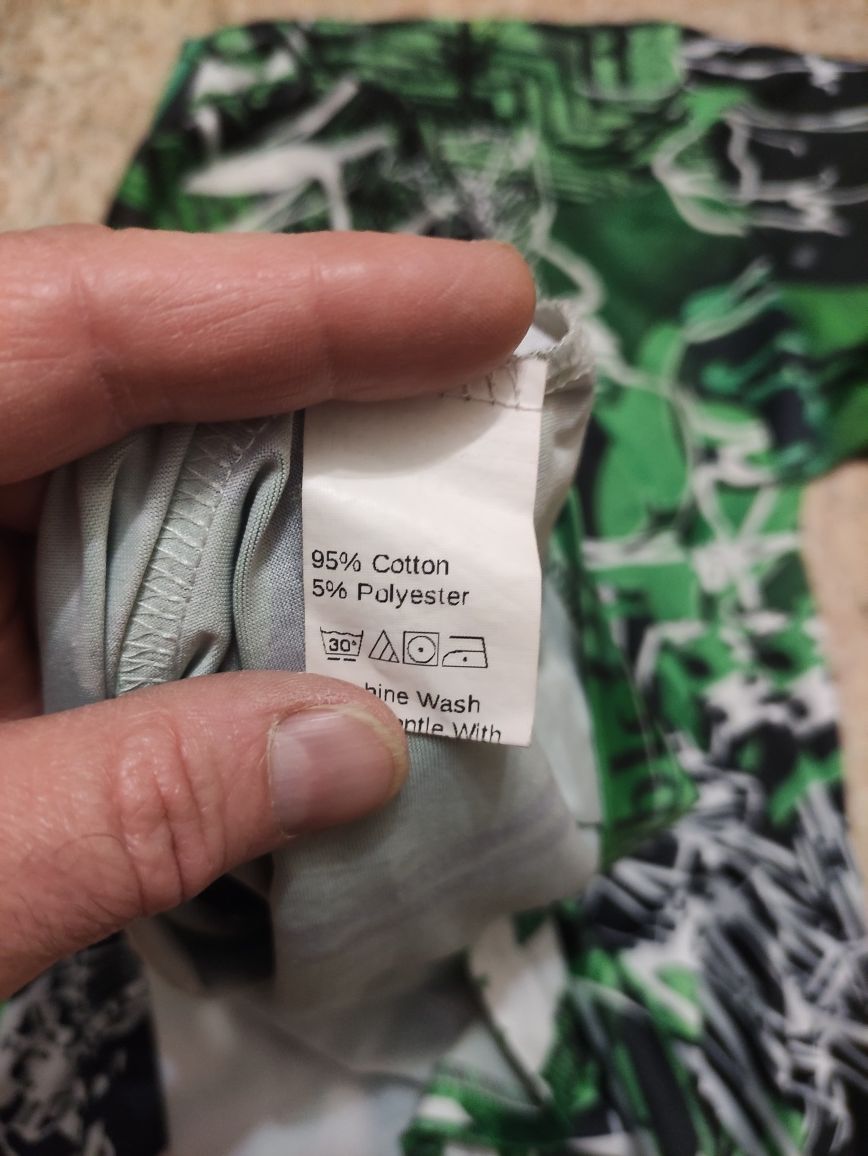 95% Cotton
5% Polyester
30°
hine Wash
entle With